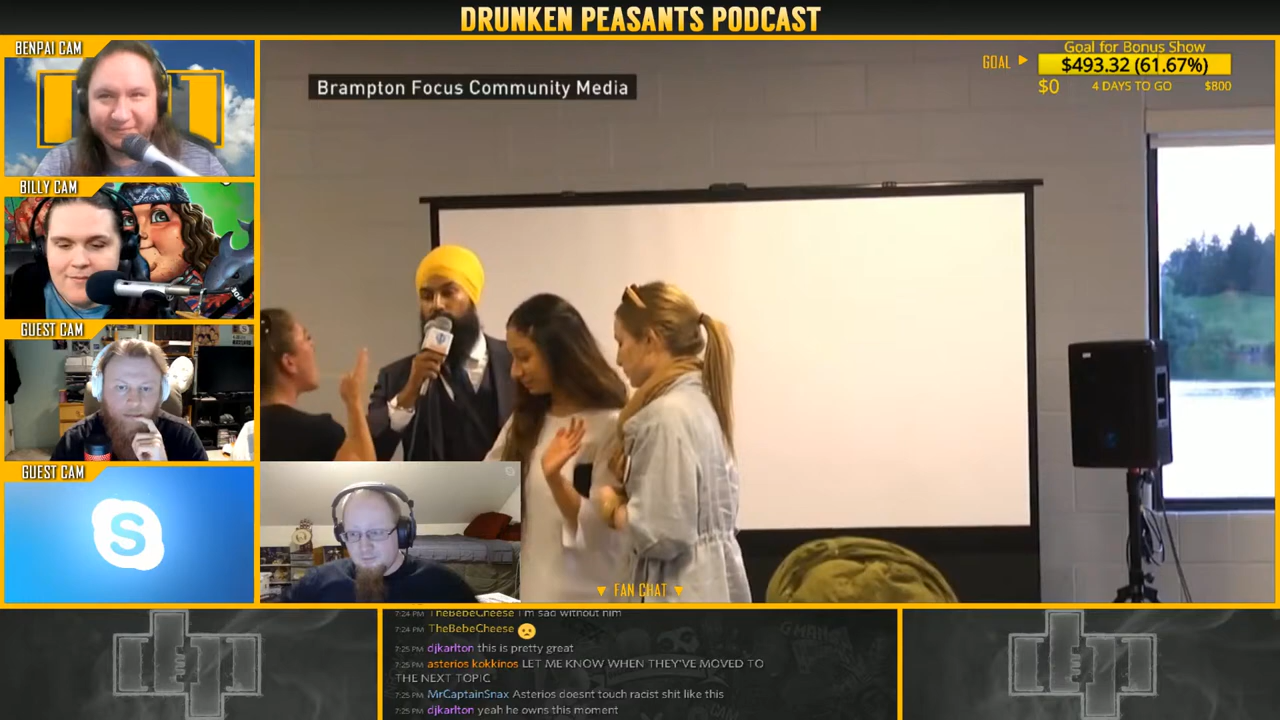 DRUNKEN PEASANTS PODCAST
BENPAI CAM
BILLY CAM
GUEST CAM
GUEST CAM
Brampton Focus Community Media
Goal for Bonus Show
GOAL
$493.32 (61.67%)
$0 4 DAYS TO GO $800
FAN CHAT
7:24 PM TheBebeCheese I'm sad without him
7:24 PM TheBebeCheese
7:25 PM djkarlton this is pretty great
7:25 PM asterios kokkinos LET ME KNOW WHEN THEY'VE MOVED TO
THE NEXT TOPIC
7:25 PM MrCaptainSnax Asterios doesnt touch racist shit like this
7:25 PM djkarlton yeah he owns this moment